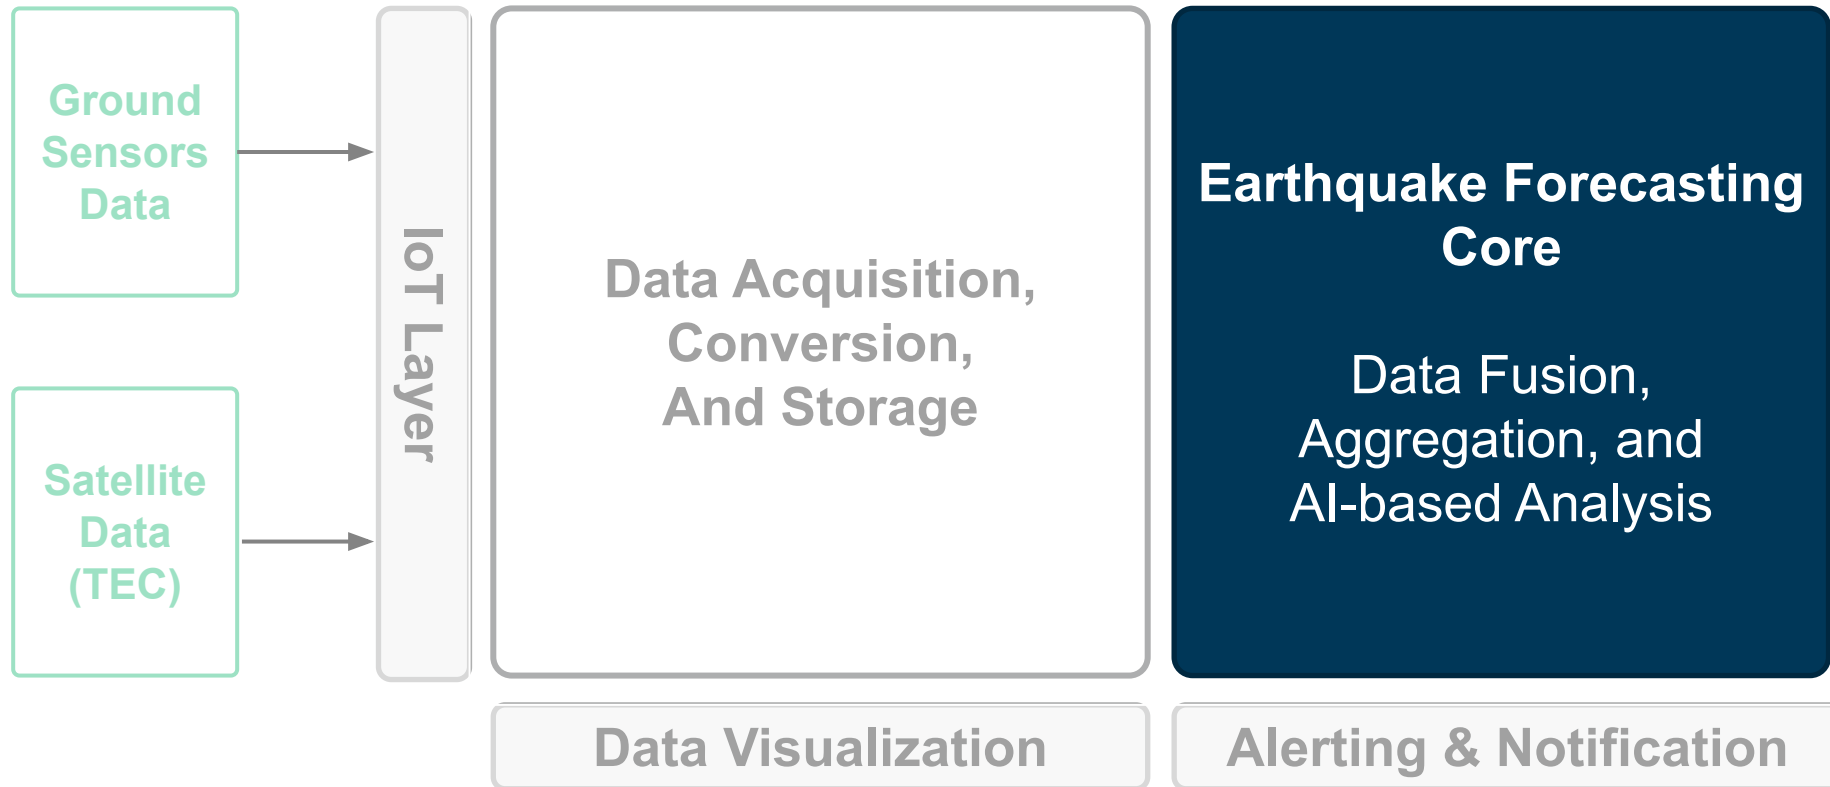 Ground
Sensors
Data
Satellite
Data
(TEC)
IoT Layer
Data Acquisition,
Conversion,
And Storage
Earthquake Forecasting
Core
Data Fusion,
Aggregation, and
AI-based Analysis
Data Visualization
Alerting & Notification